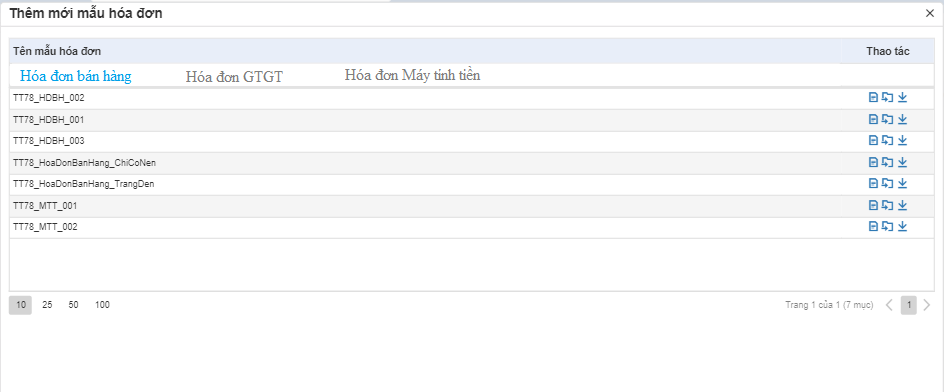 Thêm mới mẫu hóa đơn
Tên mẫu hóa đơn Thao tác
Hóa đơn bán hàng Hóa đơn GTGT Hóa đơn Máy tính tiền
TT78_HDBH_002
TT78_HDBH_001
TT78_HDBH_003
TT78_HoaDonBanHang_ChiCoNen
TT78_HoaDonBanHang_TrangDen
TT78_MTT_001
TT78_MTT_002
10 25 50 100 Trang 1 của 1 (7 mục) 1